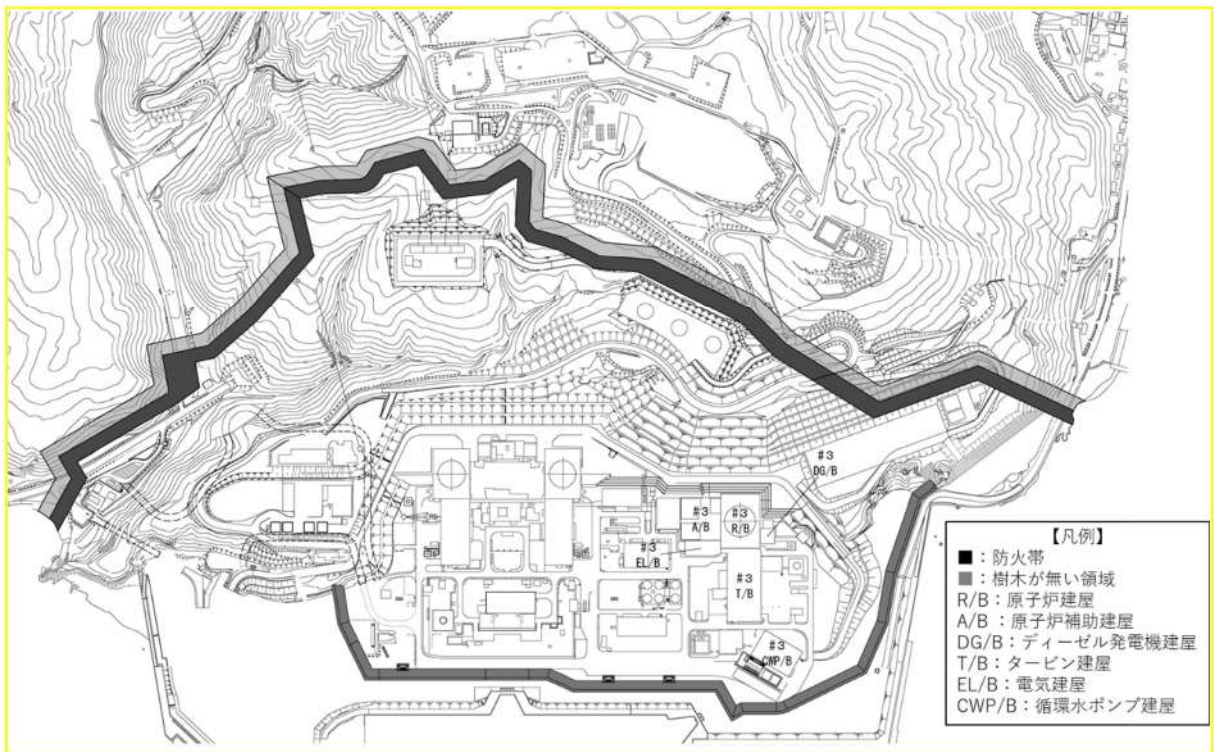 #3
DG/B
#3
A/B
#3
R/B
#3
EL/B
#3
T/B
#3
CWP/B
【凡例】
■：防火帯
■：樹木が無い領域
R/B：原子炉建屋
A/B：原子炉補助建屋
DG/B：ディーゼル発電機建屋
T/B：タービン建屋
EL/B：電気建屋
CWP/B：循環水ポンプ建屋